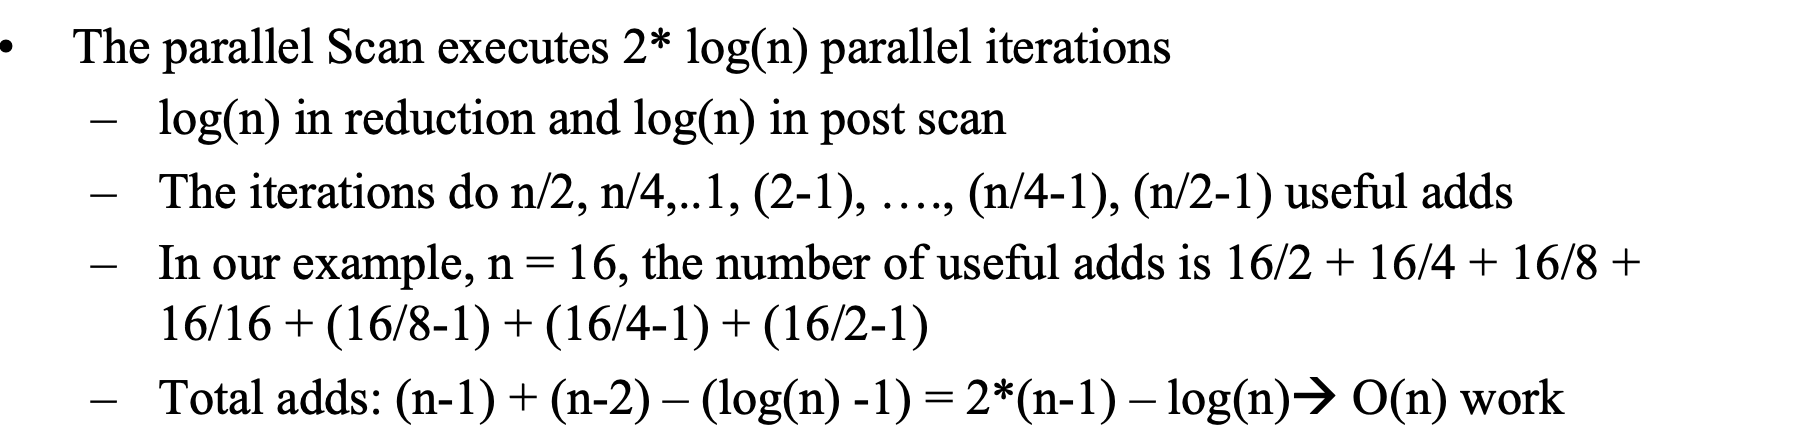 • The parallel Scan executes 2* log(n) parallel iterations
– log(n) in reduction and log(n) in post scan
– The iterations do n/2, n/4,..1, (2-1), …., (n/4-1), (n/2-1) useful adds
– In our example, n = 16, the number of useful adds is 16/2 + 16/4 + 16/8 +
16/16 + (16/8-1) + (16/4-1) + (16/2-1)
– Total adds: (n-1) + (n-2) – (log(n) -1) = 2*(n-1) – log(n)→ O(n) work